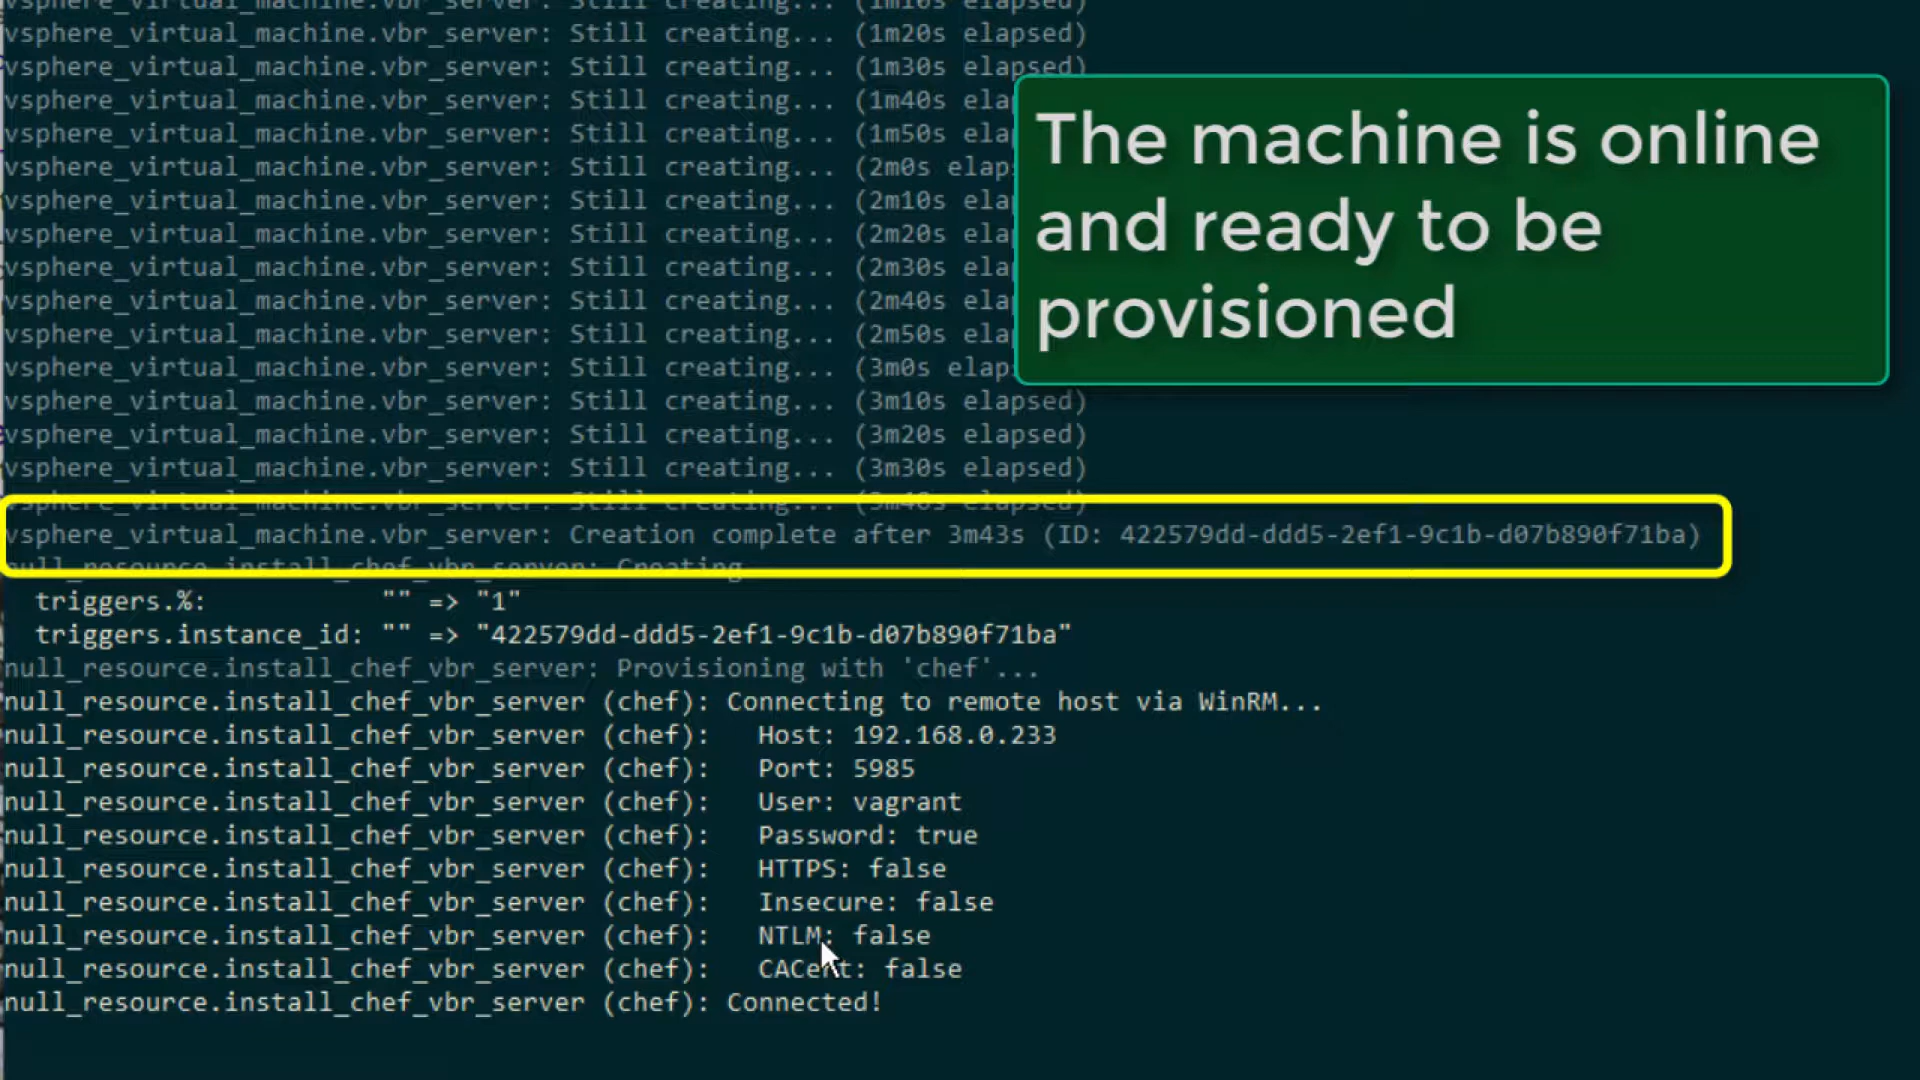 vsphere_virtual_machine.vbr_server: Still creating... (1m10s elapsed)
vsphere_virtual_machine.vbr_server: Still creating... (1m20s elapsed)
vsphere_virtual_machine.vbr_server: Still creating... (1m30s elapsed)
vsphere_virtual_machine.vbr_server: Still creating... (1m40s ela
vsphere_virtual_machine.vbr_server: Still creating... (1m50s ela
vsphere_virtual_machine.vbr_server: Still creating... (2m0s elap
vsphere_virtual_machine.vbr_server: Still creating... (2m10s ela
vsphere_virtual_machine.vbr_server: Still creating... (2m20s ela
vsphere_virtual_machine.vbr_server: Still creating... (2m30s ela
vsphere_virtual_machine.vbr_server: Still creating... (2m40s ela
vsphere_virtual_machine.vbr_server: Still creating... (2m50s ela
vsphere_virtual_machine.vbr_server: Still creating... (3m0s elap
The machine is online
and ready to be
provisioned
vsphere_virtual_machine.vbr_server: Still creating... (3m10s elapsed)
vsphere_virtual_machine.vbr_server: Still creating... (3m20s elapsed)
vsphere_virtual_machine.vbr_server: Still creating... (3m30s elapsed)
vsphere_virtual_machine.vbr_server: Still creating... (3m40s elapsed)
vsphere_virtual_machine.vbr_server: Creation complete after 3m43s (ID: 422579dd-ddd5-2ef1-9c1b-d07b890f71ba)
null_resource.install_chef_vbr_server: Creating...
  triggers.%:           "" => "1"
  triggers.instance_id: "" => "422579dd-ddd5-2ef1-9c1b-d07b890f71ba"
null_resource.install_chef_vbr_server: Provisioning with 'chef'...
null_resource.install_chef_vbr_server (chef): Connecting to remote host via WinRM...
null_resource.install_chef_vbr_server (chef):   Host: 192.168.0.233
null_resource.install_chef_vbr_server (chef):   Port: 5985
null_resource.install_chef_vbr_server (chef):   User: vagrant
null_resource.install_chef_vbr_server (chef):   Password: true
null_resource.install_chef_vbr_server (chef):   HTTPS: false
null_resource.install_chef_vbr_server (chef):   Insecure: false
null_resource.install_chef_vbr_server (chef):   NTLM: false
null_resource.install_chef_vbr_server (chef):   CACert: false
null_resource.install_chef_vbr_server (chef): Connected!